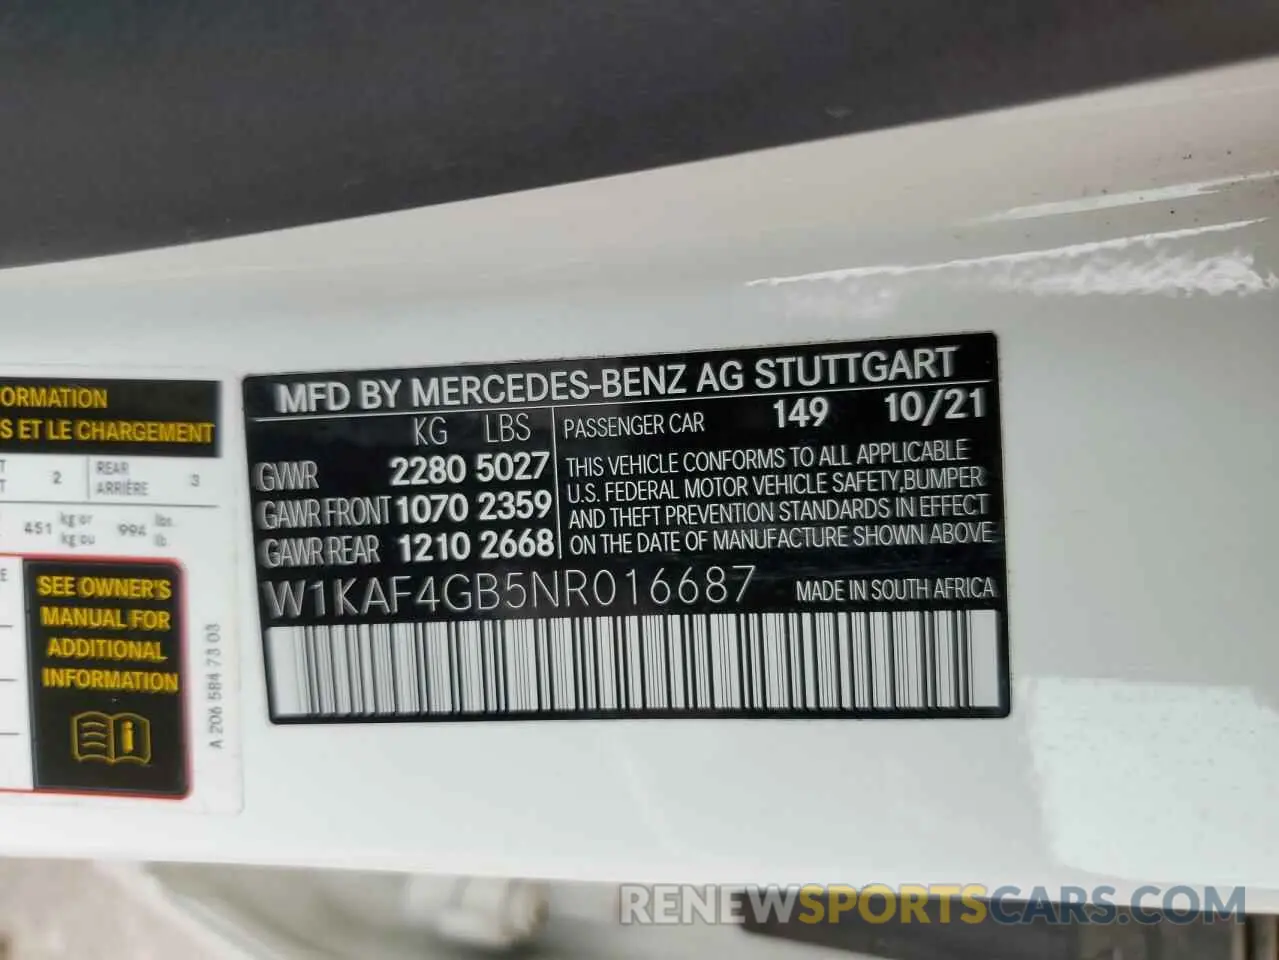 ORMATION
S ET LE CHARGEMENT
2
REAR
ARRIÈRE
3
451
kg or
kg ou
994
lbs.
lb.
SEE OWNER'S
MANUAL FOR
ADDITIONAL
INFORMATION
A 206 584 73 03
MFD BY MERCEDES-BENZ AG STUTTGART
KG LBS
GVWR 2280 5027
GAWR FRONT 1070 2359
GAWR REAR 1210 2668
PASSENGER CAR 149 10/21
THIS VEHICLE CONFORMS TO ALL APPLICABLE
U.S. FEDERAL MOTOR VEHICLE SAFETY,BUMPER
AND THEFT PREVENTION STANDARDS IN EFFECT
ON THE DATE OF MANUFACTURE SHOWN ABOVE
W1KAF4GB5NR016687
MADE IN SOUTH AFRICA
RENEWSPORTSCARS.COM